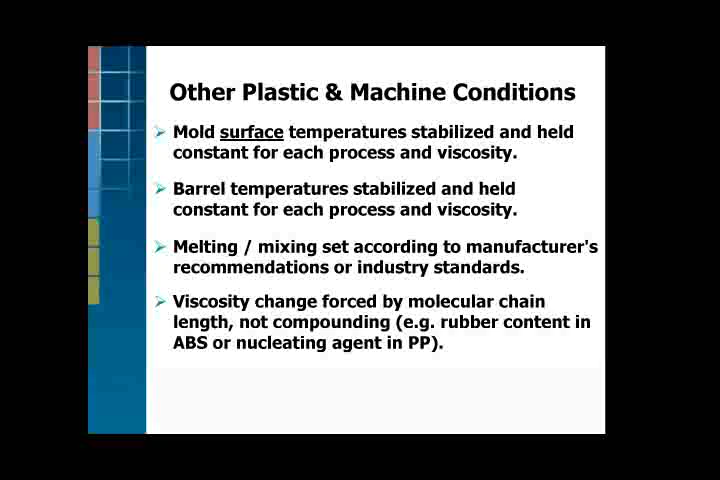 Other Plastic & Machine Conditions
Mold surface temperatures stabilized and held
constant for each process and viscosity.
Barrel temperatures stabilized and held
constant for each process and viscosity.
Melting / mixing set according to manufacturer's
recommendations or industry standards.
Viscosity change forced by molecular chain
length, not compounding (e.g. rubber content in
ABS or nucleating agent in PP).